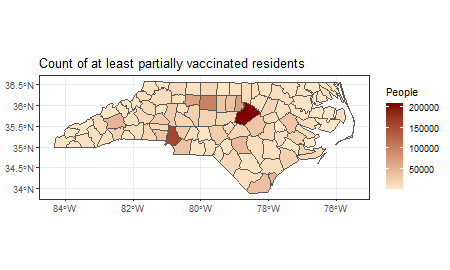 Count of at least partially vaccinated residents
36.5°N
36°N
35.5°N
35°N
34.5°N
34°N
84°W
82°W
80°W
78°W
76°W
People
200000
150000
100000
50000